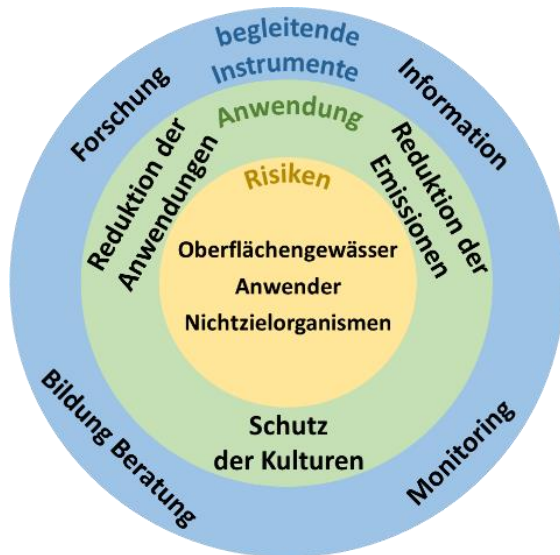 begleitende
Instrumente
Forschung
Information
Anwendung
Reduktion der
Anwendungen
Reduktion der
Emissionen
Risiken
Oberflächengewässer
Anwender
Nichtzielorganismen
Schutz
der Kulturen
Bildung Beratung
Monitoring